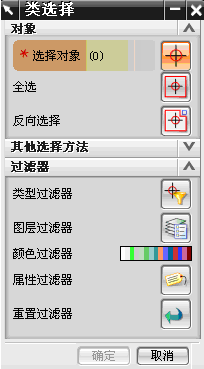 类选择
对象
* 选择对象 (0)
全选
反向选择
其他选择方法
过滤器
类型过滤器
图层过滤器
颜色过滤器
属性过滤器
重置过滤器
确定 取消